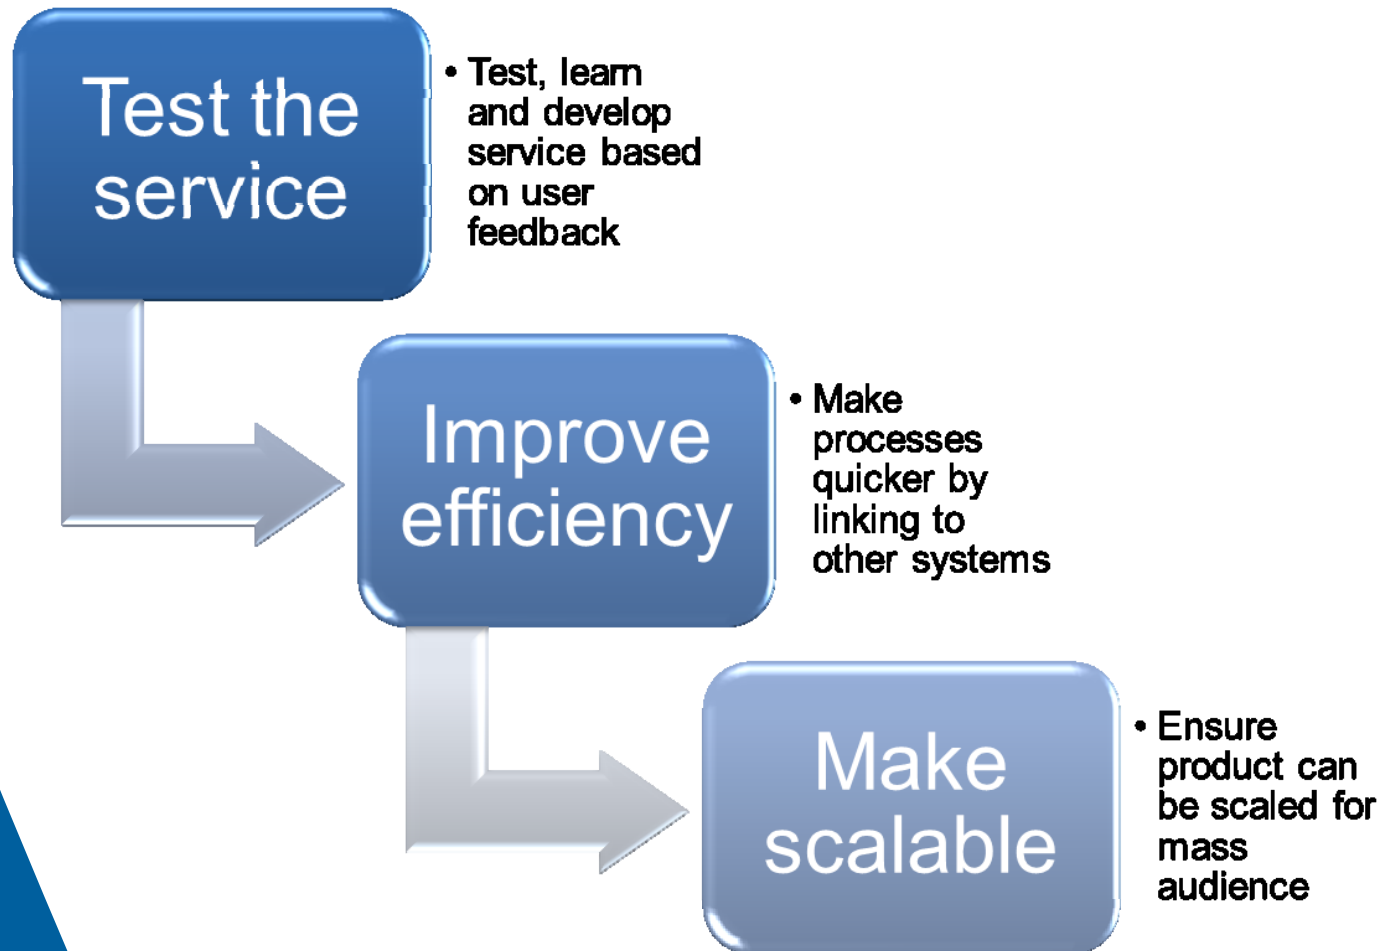 Test the
service
• Test, learn
and develop
service based
on user
feedback
Improve
efficiency
• Make
processes
quicker by
linking to
other systems
Make
scalable
• Ensure
product can
be scaled for
mass
audience